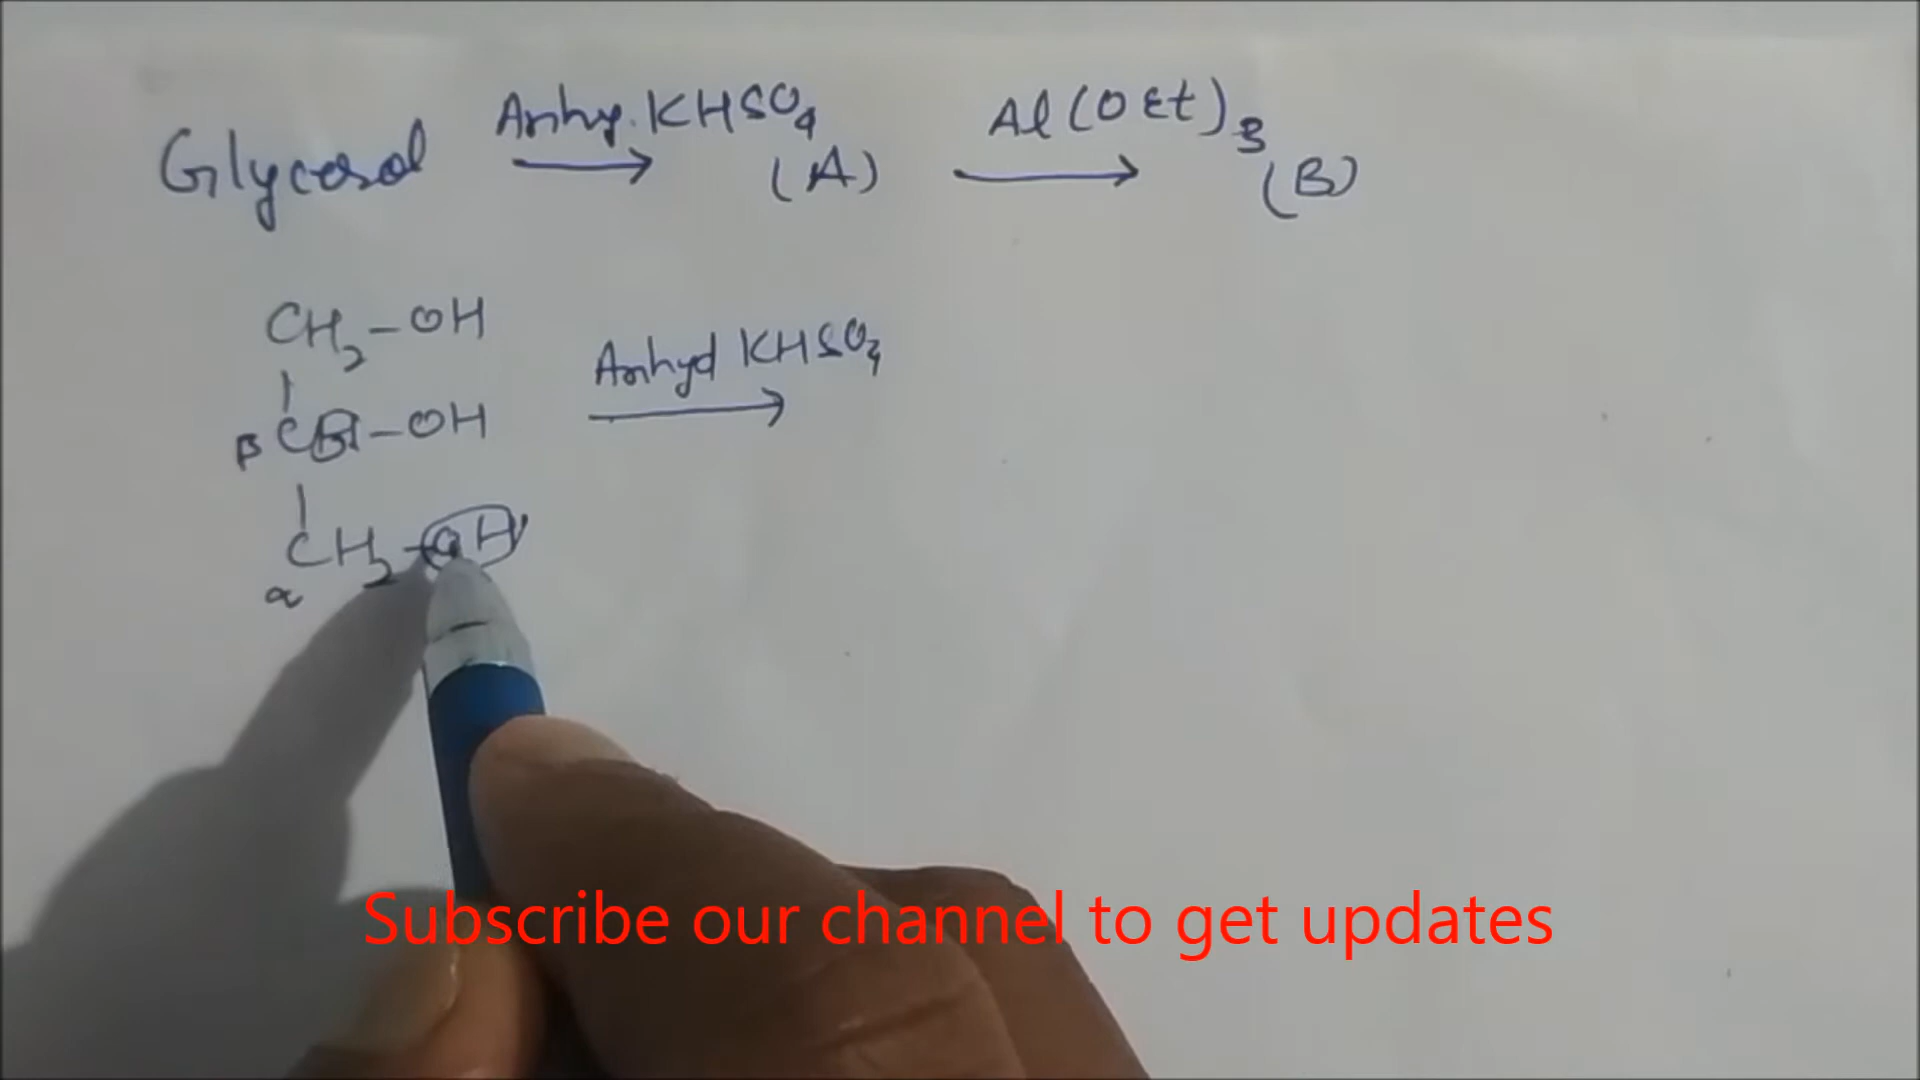 Glycerol Anhy. KHSO4 (A) Al(OEt)3 (B)
CH2-OH
Anhyd KHSO4
β CH-OH
CH2-OH
α
Subscribe our channel to get updates